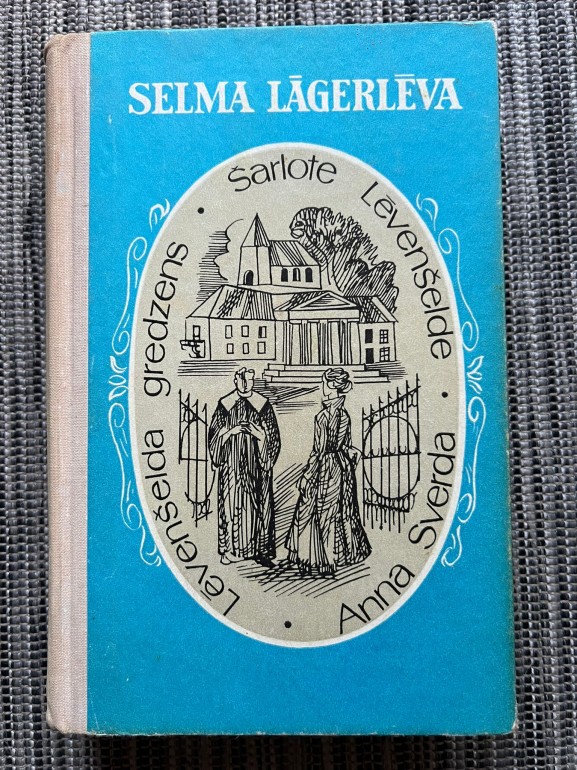 SELMA LĀGERLĒVA
Lēvenšelda gredzens • Šarlote Lēvenšelde • Anna Sverda •